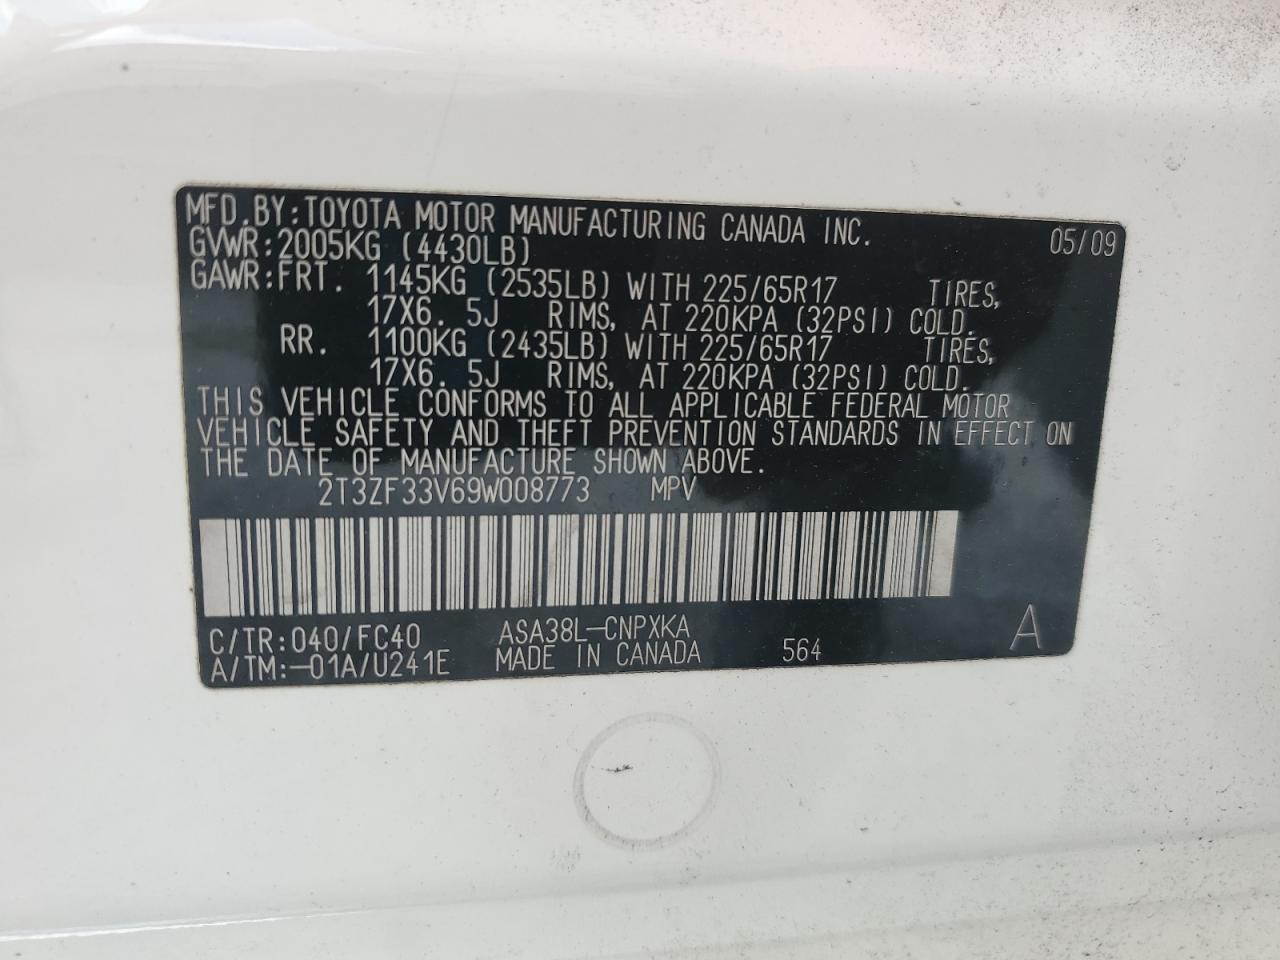 MFD.BY:TOYOTA MOTOR MANUFACTURING CANADA INC. 05/09
GVWR:2005KG (4430LB)
GAWR:FRT. 1145KG (2535LB) WITH 225/65R17 TIRES,
17X6.5J RIMS, AT 220KPA (32PSI) COLD.
RR. 1100KG (2435LB) WITH 225/65R17 TIRES,
17X6.5J RIMS, AT 220KPA (32PSI) COLD.
THIS VEHICLE CONFORMS TO ALL APPLICABLE FEDERAL MOTOR
VEHICLE SAFETY AND THEFT PREVENTION STANDARDS IN EFFECT ON
THE DATE OF MANUFACTURE SHOWN ABOVE.
2T3ZF33V69W008773 MPV
C/TR:040/FC40 ASA38L-CNPXKA A
A/TM:-01A/U241E MADE IN CANADA 564